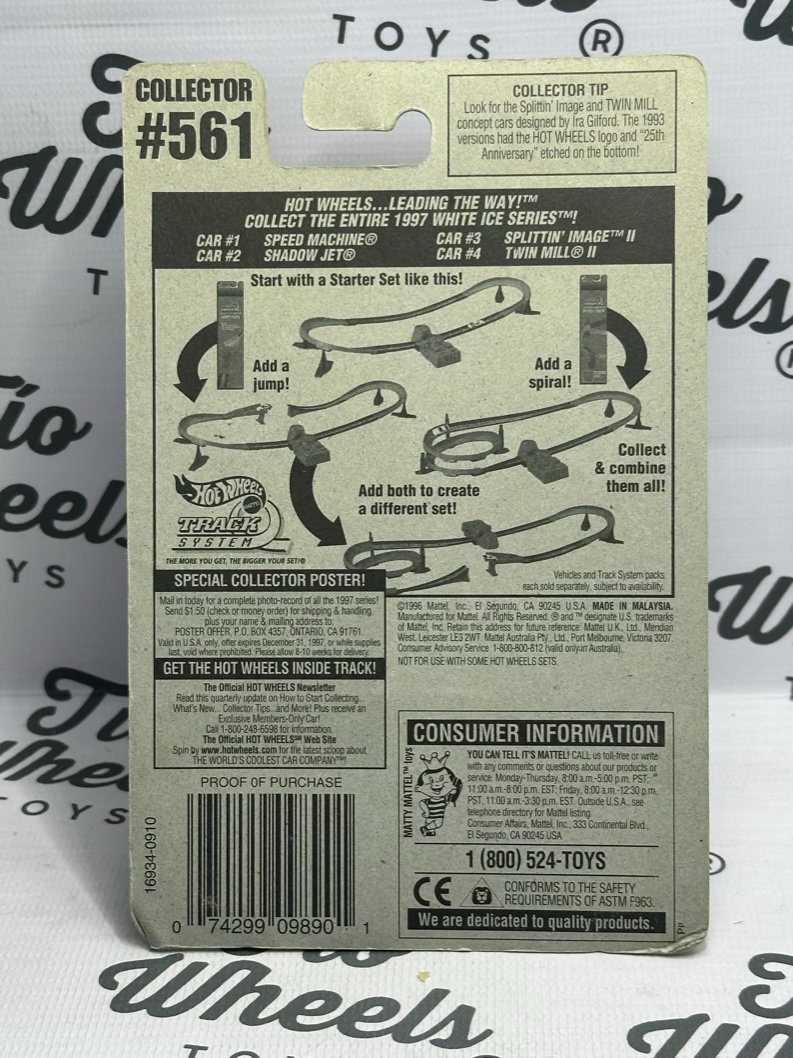 TOYS ®
COLLECTOR
#561
COLLECTOR TIP
Look for the Splittin' Image and TWIN MILL
concept cars designed by Ira Gilford. The 1993
versions had the HOT WHEELS logo and "25th
Anniversary" etched on the bottom!
HOT WHEELS...LEADING THE WAY!™
COLLECT THE ENTIRE 1997 WHITE ICE SERIES™!
CAR #1 SPEED MACHINE® CAR #3 SPLITTIN' IMAGE™ II
CAR #2 SHADOW JET® CAR #4 TWIN MILL® II
Start with a Starter Set like this!
Add a
jump!
Add a
spiral!
Collect
& combine
them all!
Add both to create
a different set!
HOT WHEELS
MATTEL
TRACK
SYSTEM
THE MORE YOU GET, THE BIGGER YOUR SET!®
Vehicles and Track System packs
each sold separately, subject to availability.
SPECIAL COLLECTOR POSTER!
Mail in today for a complete photo-record of all the 1997 series!
Send $1.50 (check or money order) for shipping & handling,
plus your name & mailing address to:
POSTER OFFER, P.O. BOX 4357, ONTARIO, CA 91761.
Valid in U.S.A. only, offer expires December 31, 1997, or while supplies
last, void where prohibited. Please allow 8-10 weeks for delivery.
GET THE HOT WHEELS INSIDE TRACK!
The Official HOT WHEELS Newsletter
Read this quarterly update on How to Start Collecting...
What's New... Collector Tips...and More! Plus receive an
Exclusive Members-Only Car!
Call 1-800-248-6598 for information.
The Official HOT WHEELS℠ Web Site
Spin by www.hotwheels.com for the latest scoop about
THE WORLD'S COOLEST CAR COMPANY™!
©1996 Mattel, Inc., El Segundo, CA 90245 U.S.A. MADE IN MALAYSIA.
Manufactured for Mattel. All Rights Reserved. ® and ™ designate U.S. trademarks
of Mattel, Inc. Retain this address for future reference: Mattel U.K., Ltd., Meridian
West, Leicester LE3 2WT. Mattel Australia Pty., Ltd., Port Melbourne, Victoria 3207.
Consumer Advisory Service 1-800-800-812 (valid only in Australia).
NOT FOR USE WITH SOME HOT WHEELS SETS.
PROOF OF PURCHASE
16934-0910
0 74299 09890 1
CONSUMER INFORMATION
MATTY MATTEL™ toys
YOU CAN TELL IT'S MATTEL! CALL us toll-free or write
with any comments or questions about our products or
service. Monday-Thursday, 8:00 a.m.-5:00 p.m. PST,
11:00 a.m.-8:00 p.m. EST: Friday, 8:00 a.m.-12:30 p.m.
PST, 11:00 a.m.-3:30 p.m. EST. Outside U.S.A., see
telephone directory for Mattel listing.
Consumer Affairs, Mattel, Inc., 333 Continental Blvd.,
El Segundo, CA 90245 USA
1 (800) 524-TOYS
CE
CONFORMS TO THE SAFETY
REQUIREMENTS OF ASTM F963.
We are dedicated to quality products.
Pp
Tío
Wheels
TOYS